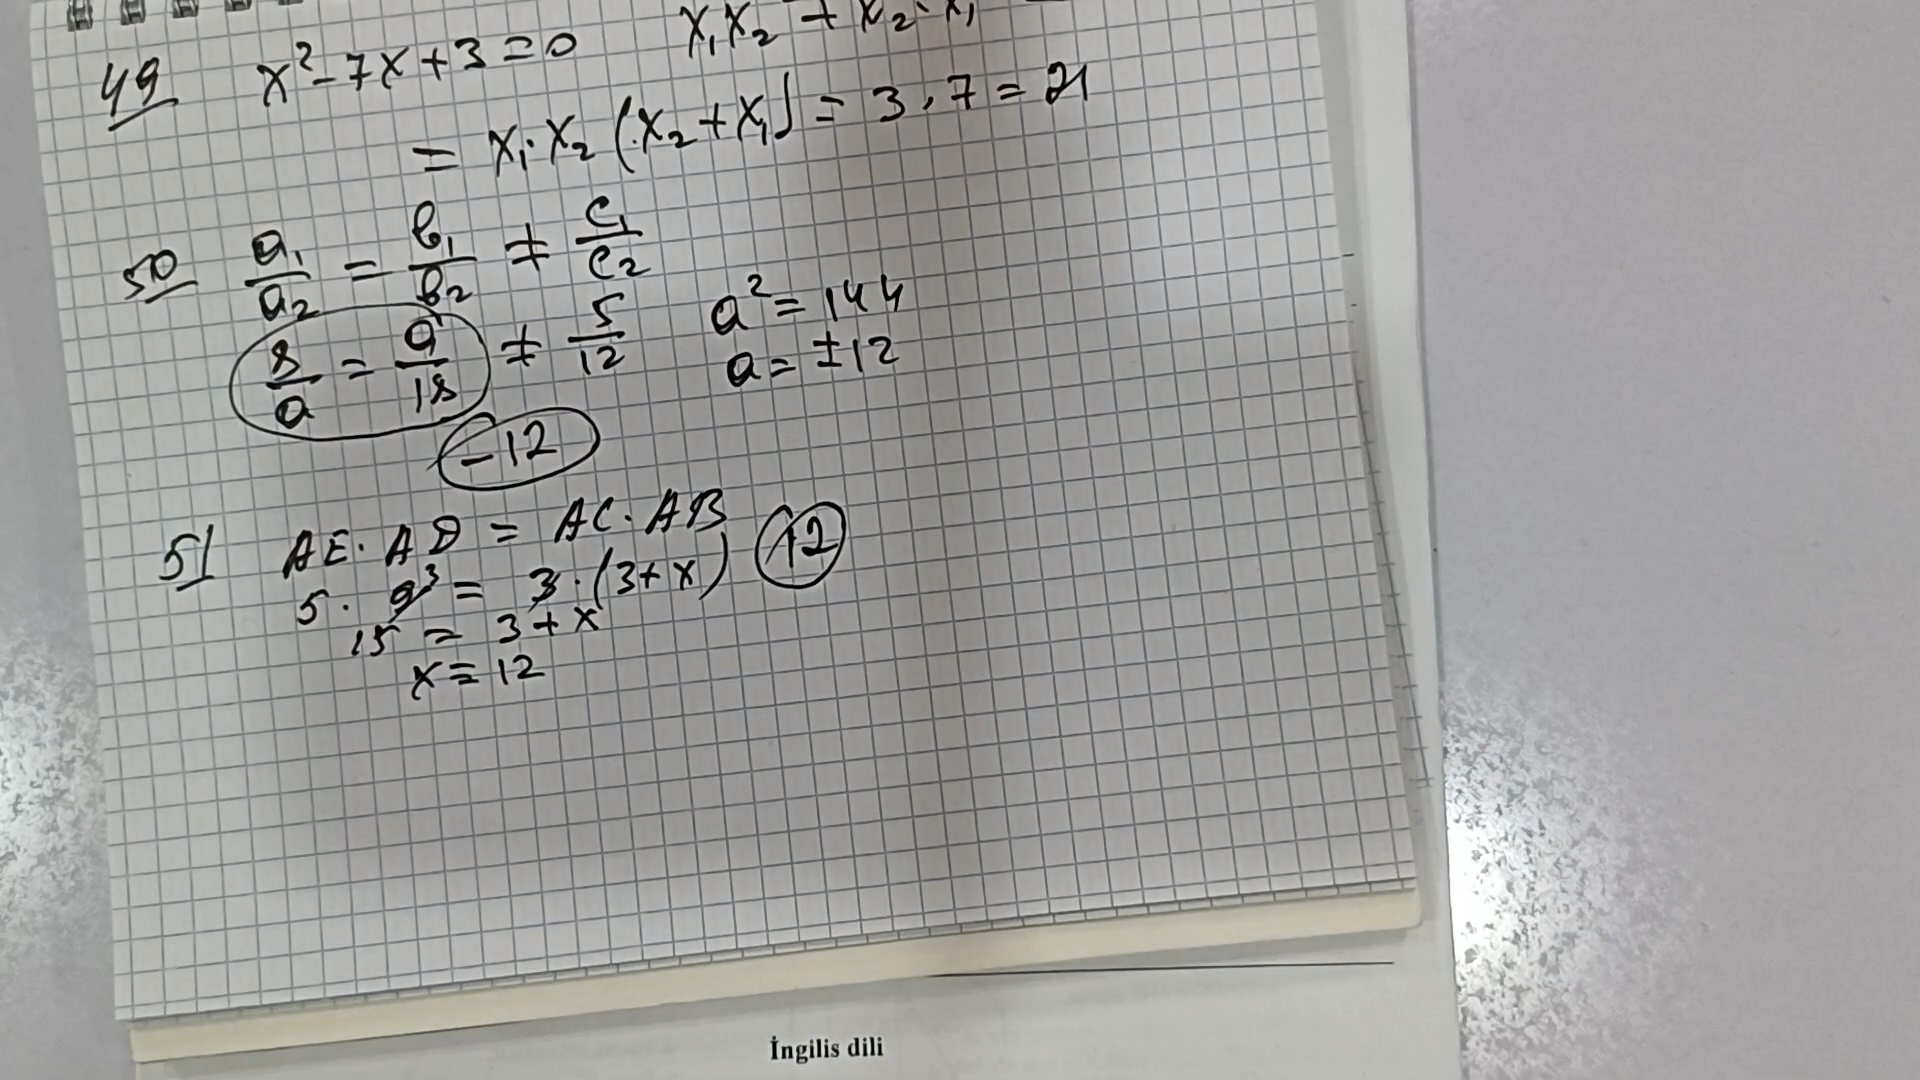 49 x²-7x+3=0 x₁x₂ + x₂·x₁
= x₁·x₂(x₂+x₁) = 3·7=21
50 a₁/a₂ = b₁/b₂ ≠ c₁/c₂
8/a = a/18 ≠ 5/12 a²=144
a=±12
-12
51 AE·AD = AC·AB 12
5·9³ = 3·(3+x)
15 = 3+x
x=12
İngilis dili